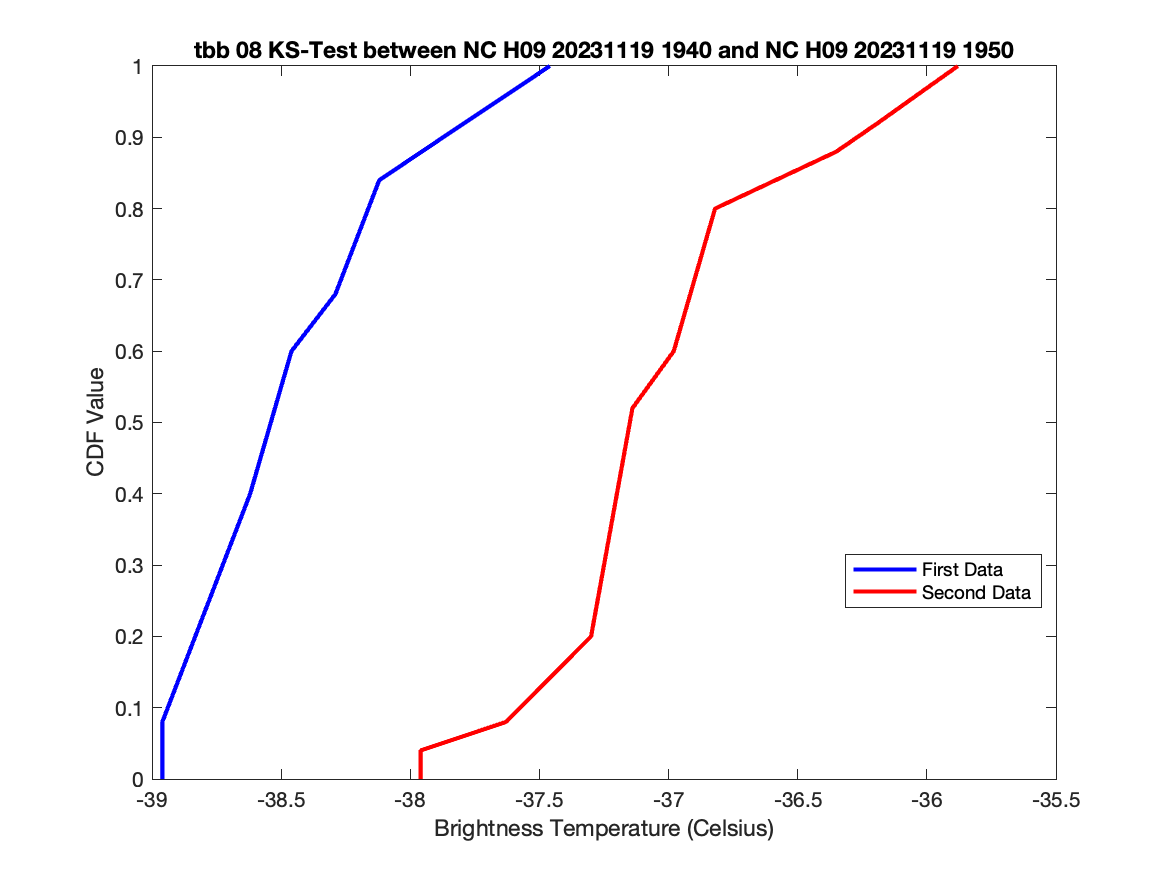 tbb 08 KS-Test between NC H09 20231119 1940 and NC H09 20231119 1950
1
0.9
0.8
0.7
0.6
0.5
0.4
0.3
0.2
0.1
0
CDF Value
First Data
Second Data
-39 -38.5 -38 -37.5 -37 -36.5 -36 -35.5
Brightness Temperature (Celsius)